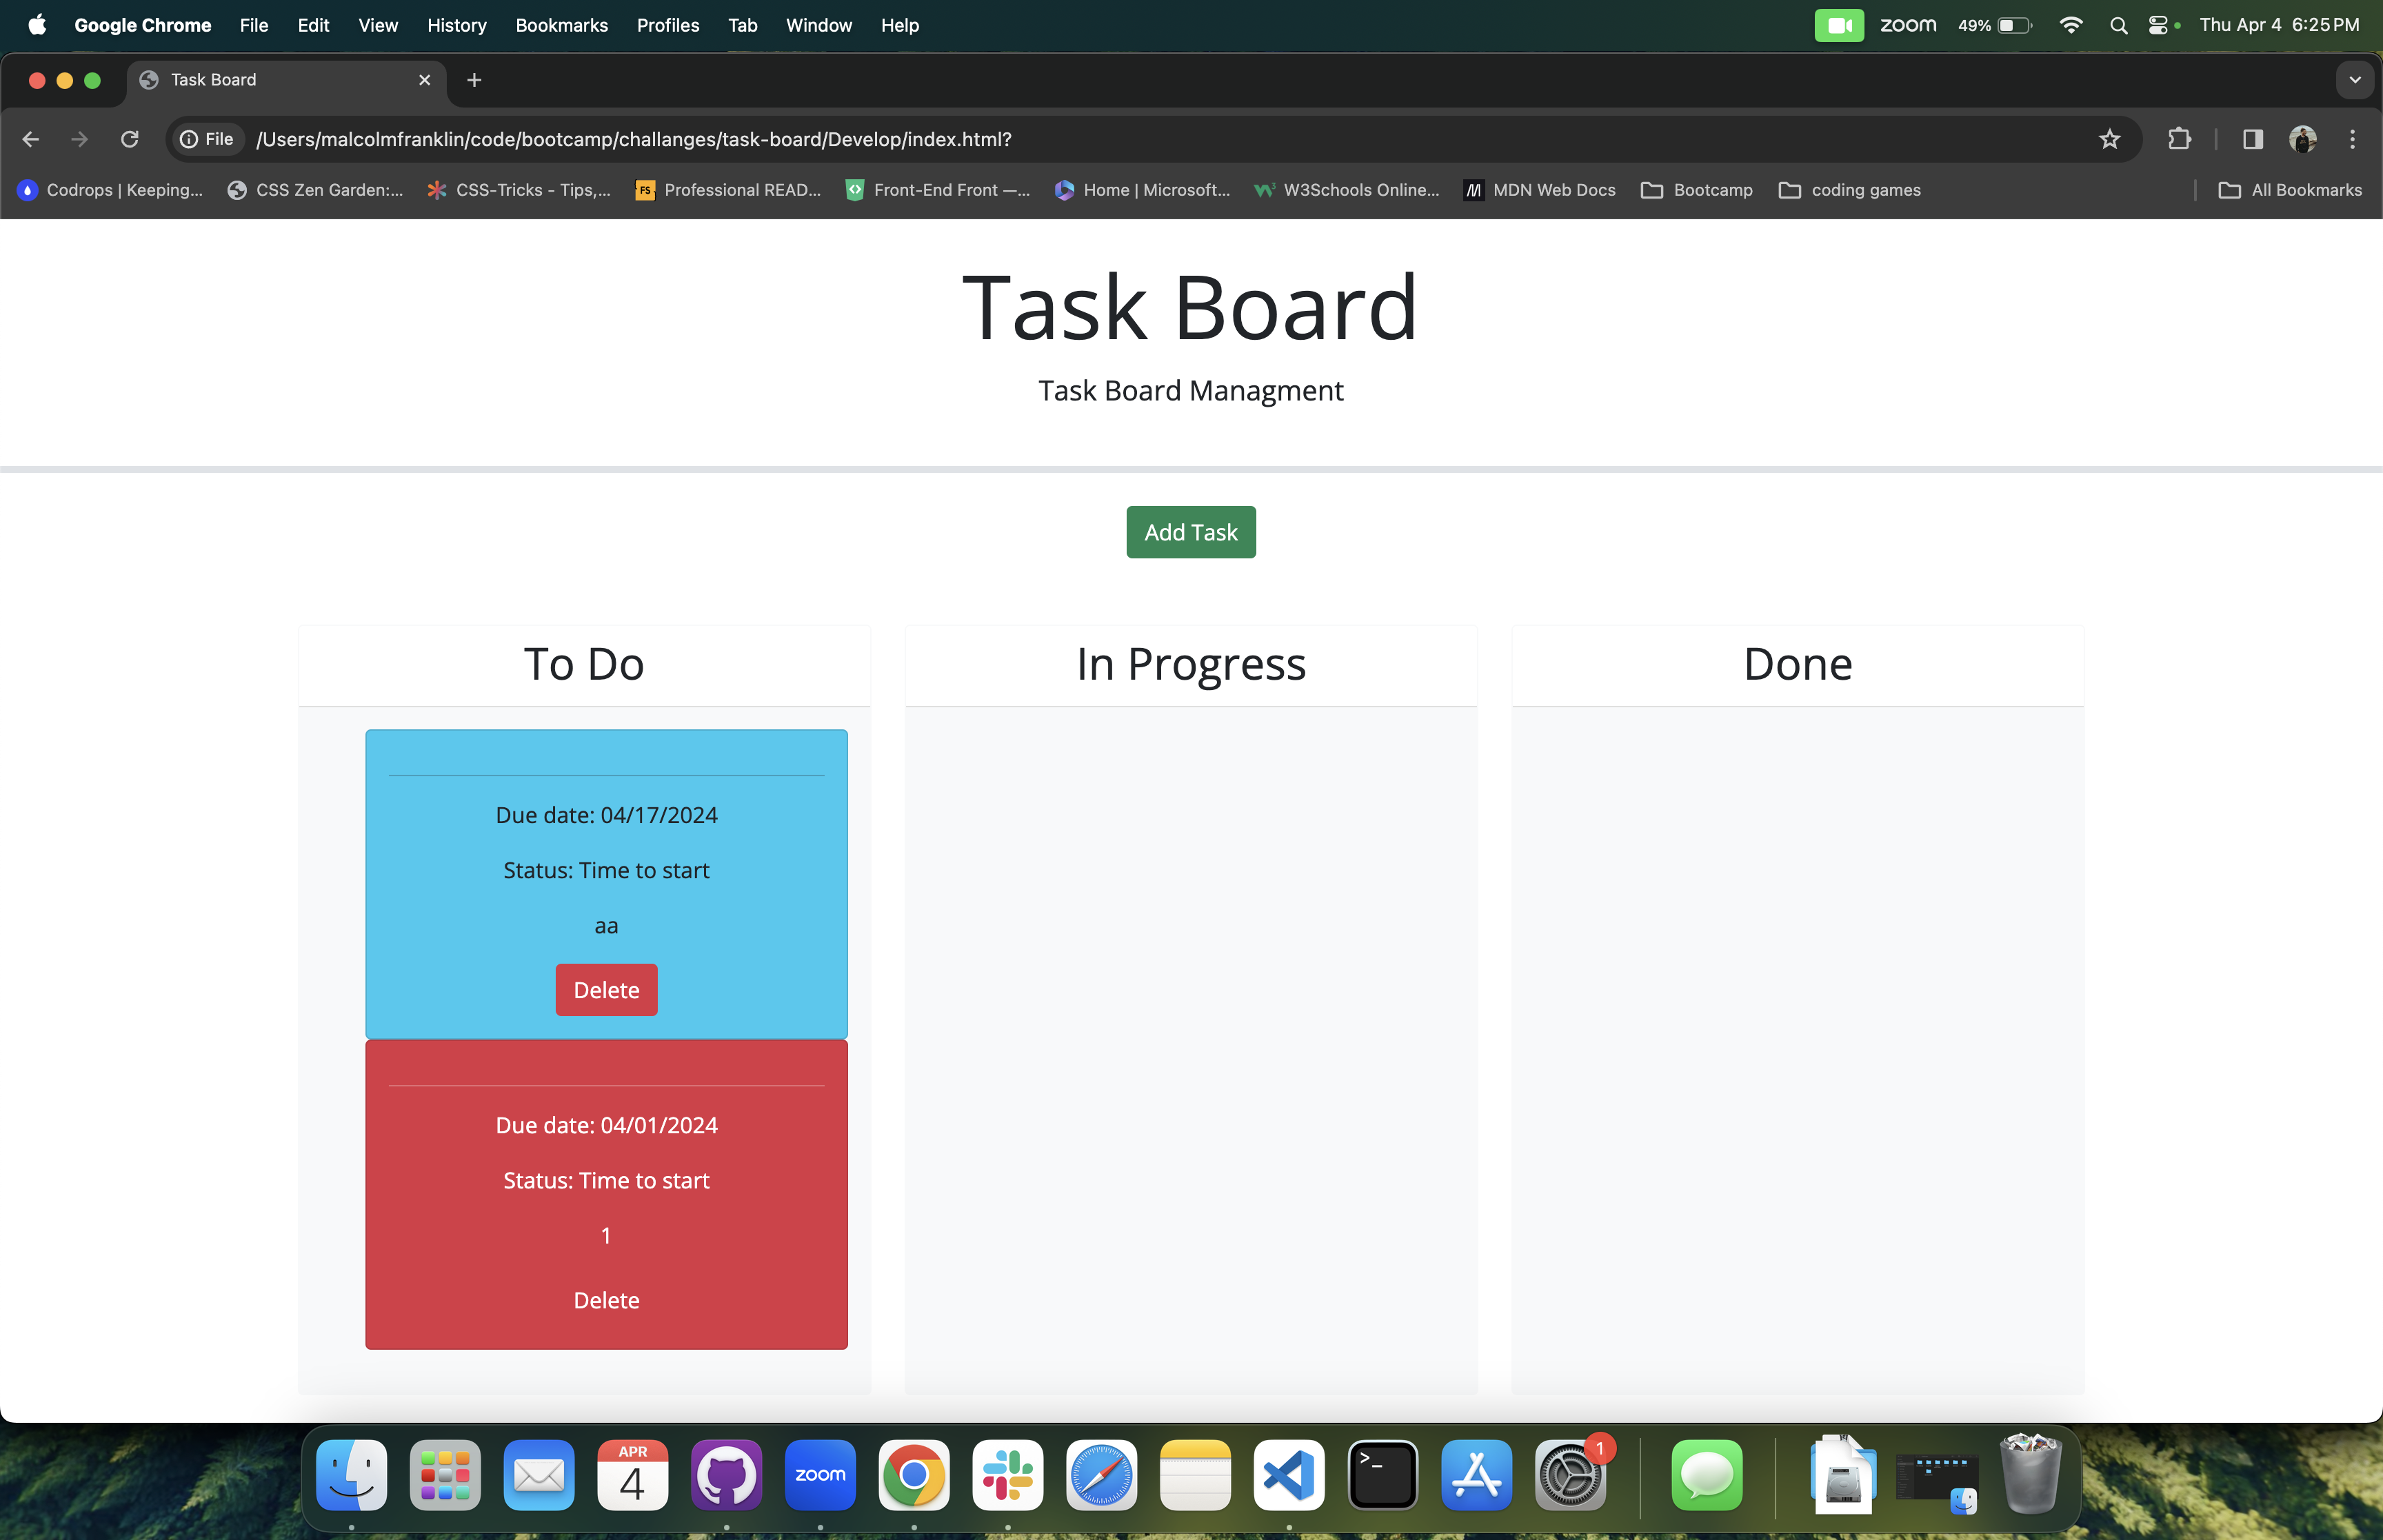 Google Chrome File Edit View History Bookmarks Profiles Tab Window Help zoom 49% Thu Apr 4 6:25 PM
Task Board
File /Users/malcolmfranklin/code/bootcamp/challanges/task-board/Develop/index.html?
Codrops | Keeping... CSS Zen Garden:... CSS-Tricks - Tips,... FS Professional READ... Front-End Front —... Home | Microsoft... W3Schools Online... MDN Web Docs Bootcamp coding games All Bookmarks
Task Board
Task Board Managment
Add Task
To Do In Progress Done
Due date: 04/17/2024
Status: Time to start
aa
Delete
Due date: 04/01/2024
Status: Time to start
1
Delete
APR
4
zoom
>_
1